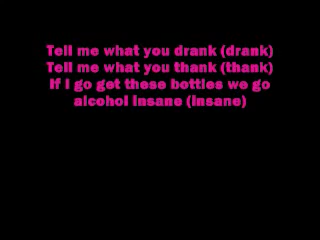 Tell me what you drank (drank)
Tell me what you thank (thank)
If I go get these bottles we go
alcohol insane (insane)